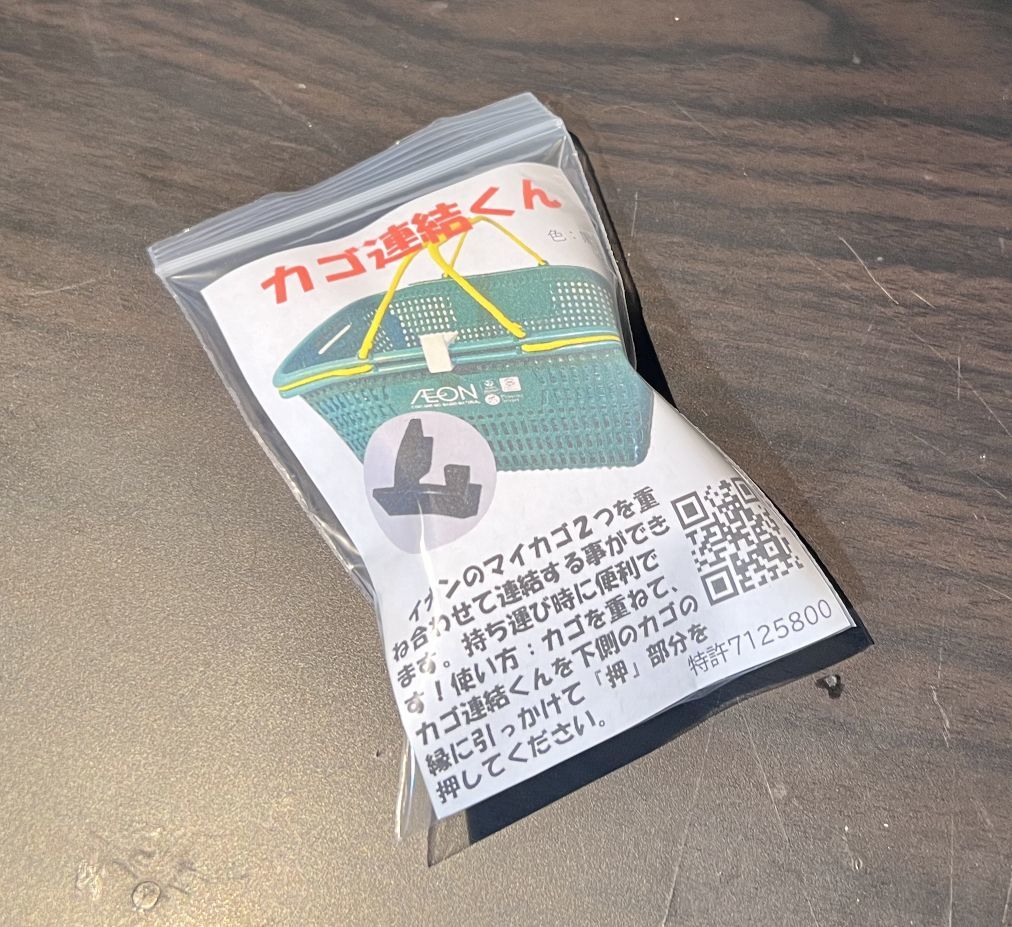 カゴ連結くん
色：
ÆON
イオンのマイカゴ2つを重
ね合わせて連結する事ができ
ます。持ち運び時に便利で
す！使い方：カゴを重ねて、
カゴ連結くんを下側のカゴの
縁に引っかけて『押』部分を
押してください。
特許7125800